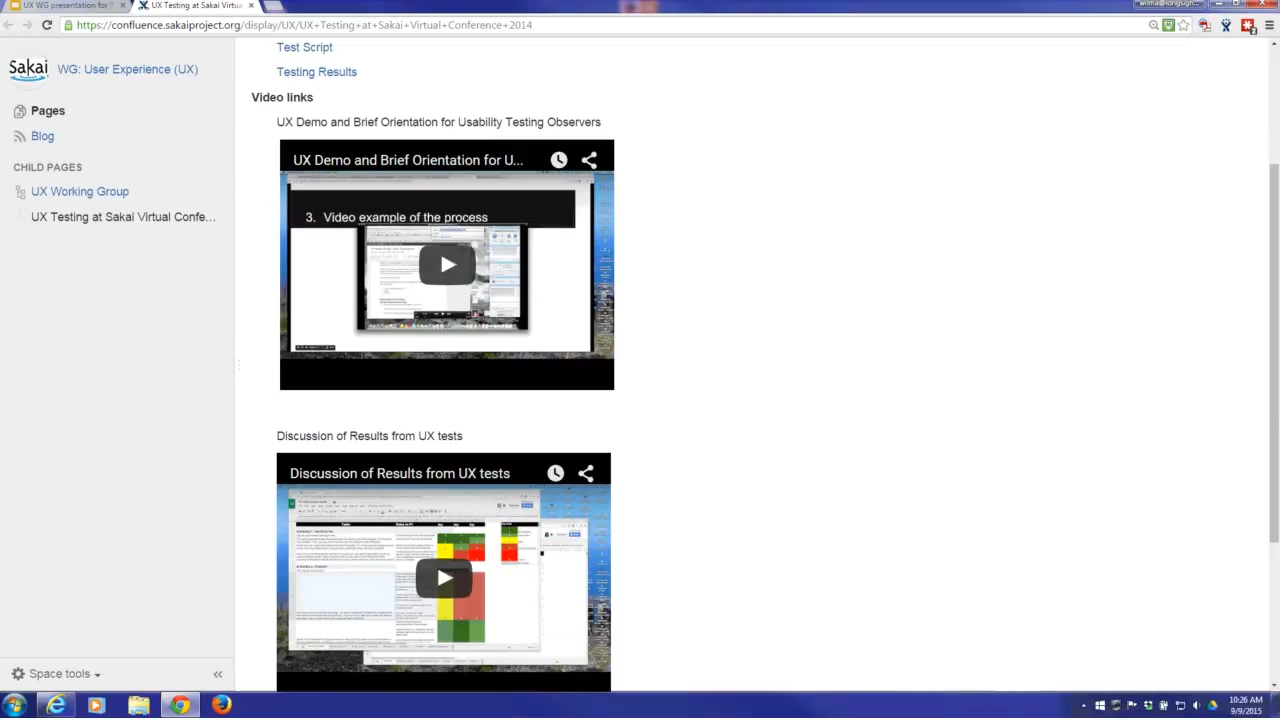 UX WG presentation for
UX Testing at Sakai Virtual
wilma@longsigh...
https://confluence.sakaiproject.org/display/UX/UX+Testing+at+Sakai+Virtual+Conference+2014
Sakai
WG: User Experience (UX)
Pages
Blog
CHILD PAGES
UX Working Group
UX Testing at Sakai Virtual Confe...
Space tools
Test Script
Testing Results
Video links
UX Demo and Brief Orientation for Usability Testing Observers
UX Demo and Brief Orientation for U...
3. Video example of the process
Discussion of Results from UX tests
Discussion of Results from UX tests
10:26 AM
9/9/2015